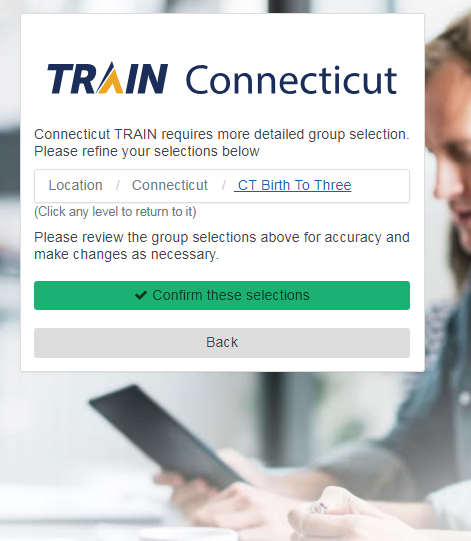 TRAIN Connecticut
Connecticut TRAIN requires more detailed group selection.
Please refine your selections below
Location / Connecticut / CT Birth To Three
(Click any level to return to it)
Please review the group selections above for accuracy and
make changes as necessary.
✔ Confirm these selections
Back